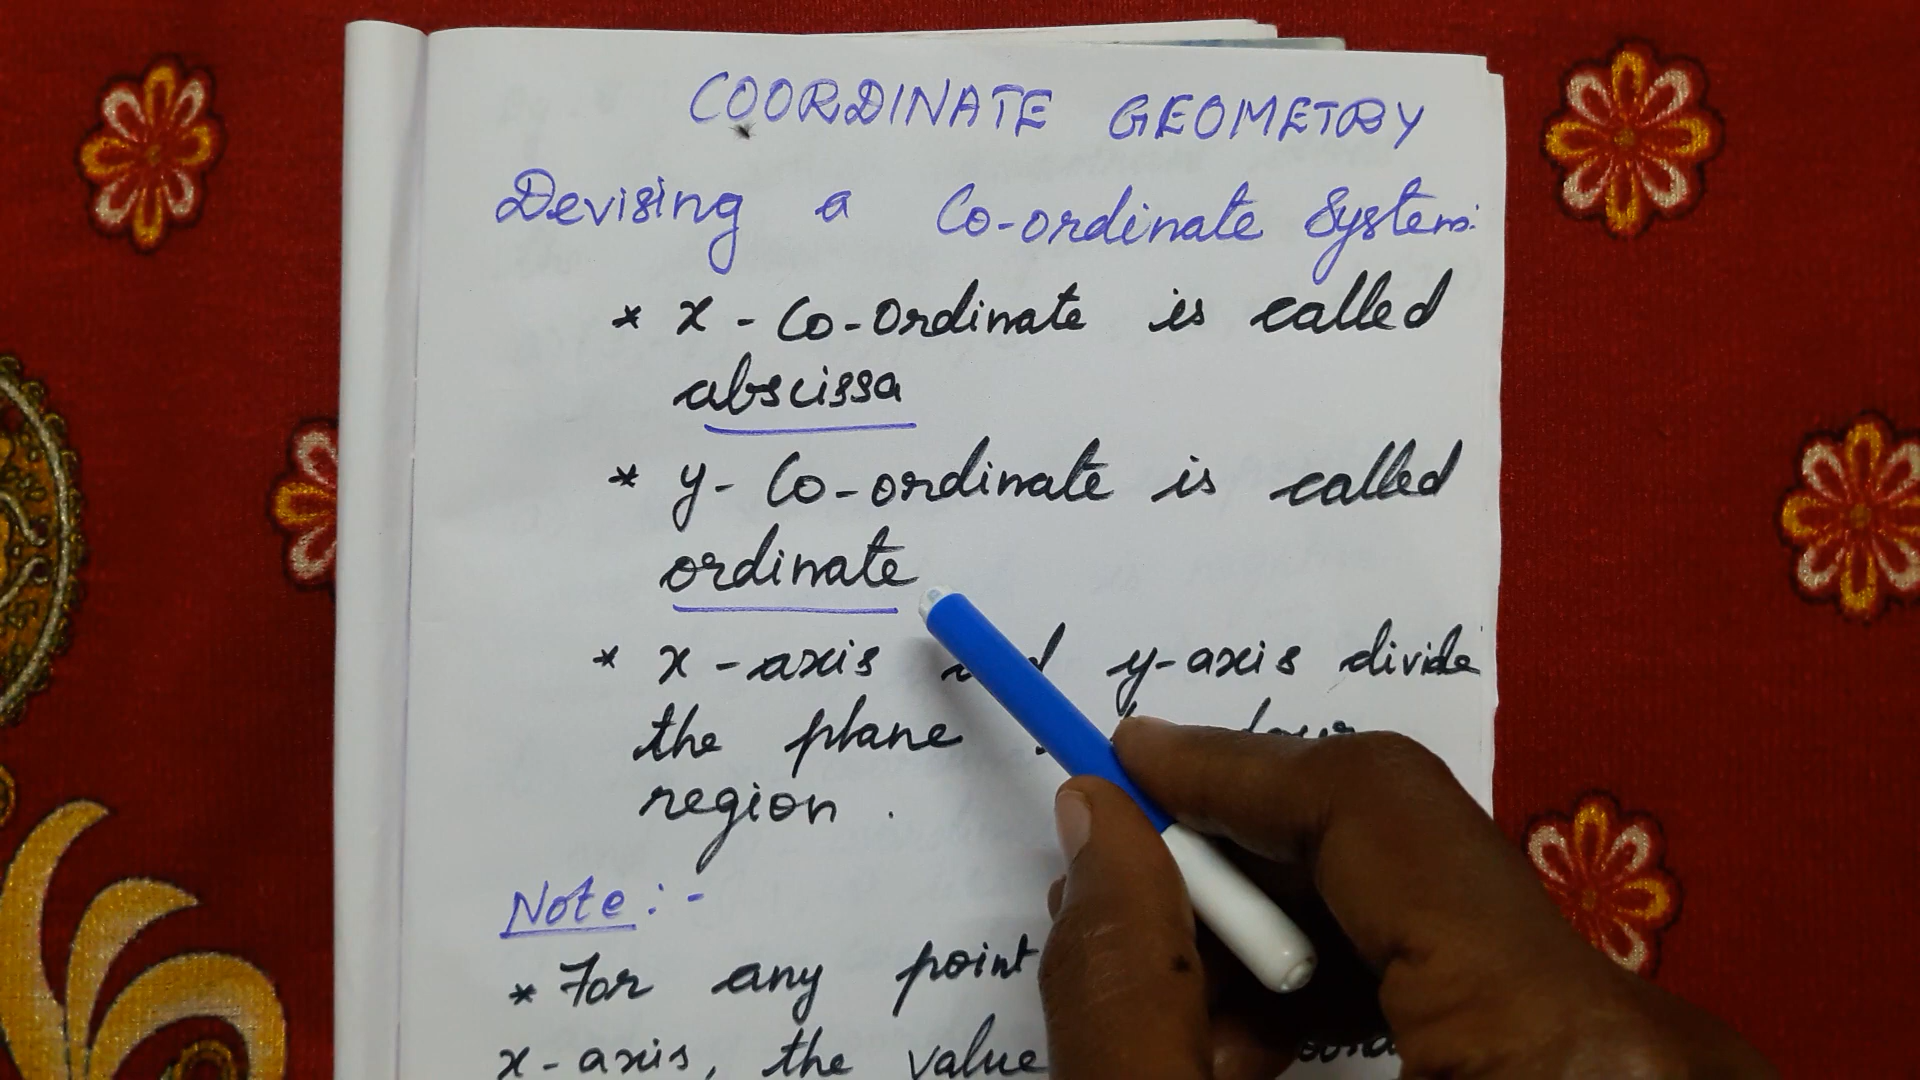 COORDINATE GEOMETRY
Devising a Co-ordinate System:
* x - Co-ordinate is called
abscissa
* y - Co-ordinate is called
ordinate
* x - axis y-axis divide
the plane
region.
Note : -
* For any point
x-axis, the value